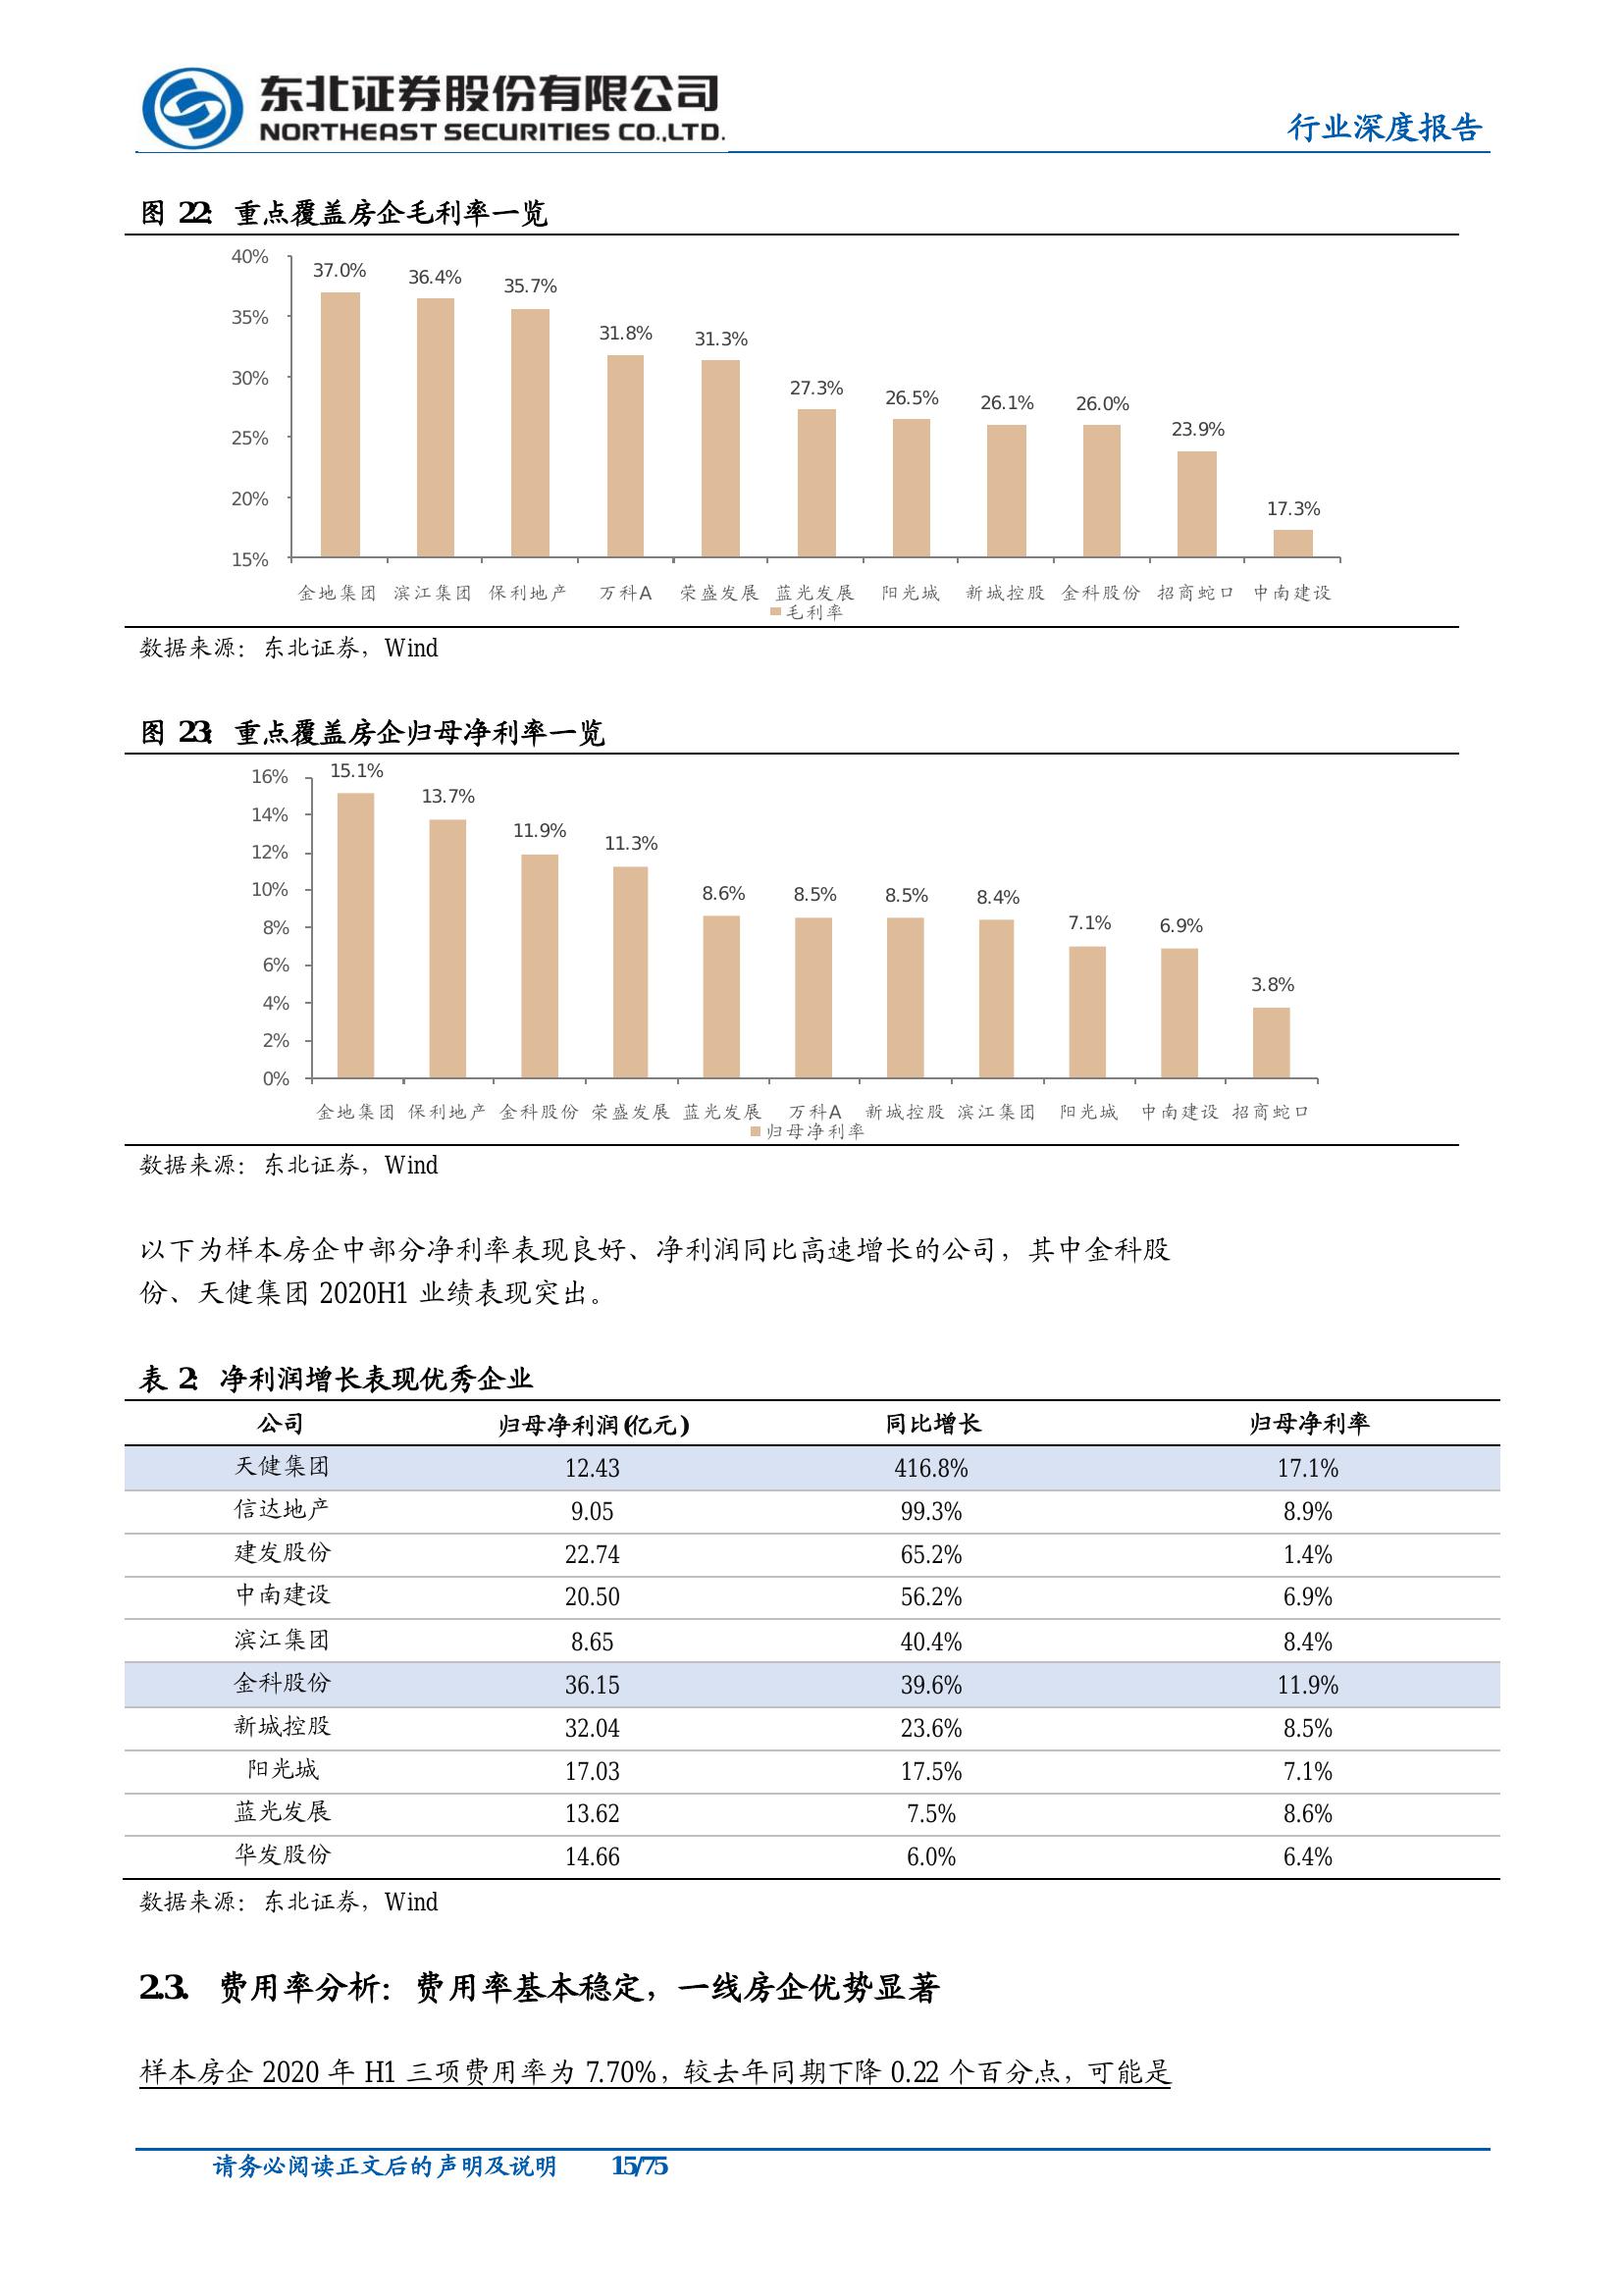 东北证券股份有限公司
NORTHEAST SECURITIES CO.,LTD.
行业深度报告
图 22: 重点覆盖房企毛利率一览
40%
35%
30%
25%
20%
15%
37.0% 36.4% 35.7% 31.8% 31.3% 27.3% 26.5% 26.1% 26.0% 23.9% 17.3%
金地集团 滨江集团 保利地产 万科A 荣盛发展 蓝光发展 阳光城 新城控股 金科股份 招商蛇口 中南建设
毛利率
数据来源：东北证券，Wind
图 23: 重点覆盖房企归母净利率一览
16%
14%
12%
10%
8%
6%
4%
2%
0%
15.1% 13.7% 11.9% 11.3% 8.6% 8.5% 8.5% 8.4% 7.1% 6.9% 3.8%
金地集团 保利地产 金科股份 荣盛发展 蓝光发展 万科A 新城控股 滨江集团 阳光城 中南建设 招商蛇口
归母净利率
数据来源：东北证券，Wind
以下为样本房企中部分净利率表现良好、净利润同比高速增长的公司，其中金科股
份、天健集团 2020H1 业绩表现突出。
表 2: 净利润增长表现优秀企业
公司 归母净利润(亿元) 同比增长 归母净利率
天健集团 12.43 416.8% 17.1%
信达地产 9.05 99.3% 8.9%
建发股份 22.74 65.2% 1.4%
中南建设 20.50 56.2% 6.9%
滨江集团 8.65 40.4% 8.4%
金科股份 36.15 39.6% 11.9%
新城控股 32.04 23.6% 8.5%
阳光城 17.03 17.5% 7.1%
蓝光发展 13.62 7.5% 8.6%
华发股份 14.66 6.0% 6.4%
数据来源：东北证券，Wind
2.3. 费用率分析：费用率基本稳定，一线房企优势显著
样本房企 2020 年 H1 三项费用率为 7.70%，较去年同期下降 0.22 个百分点，可能是
请务必阅读正文后的声明及说明 15/75